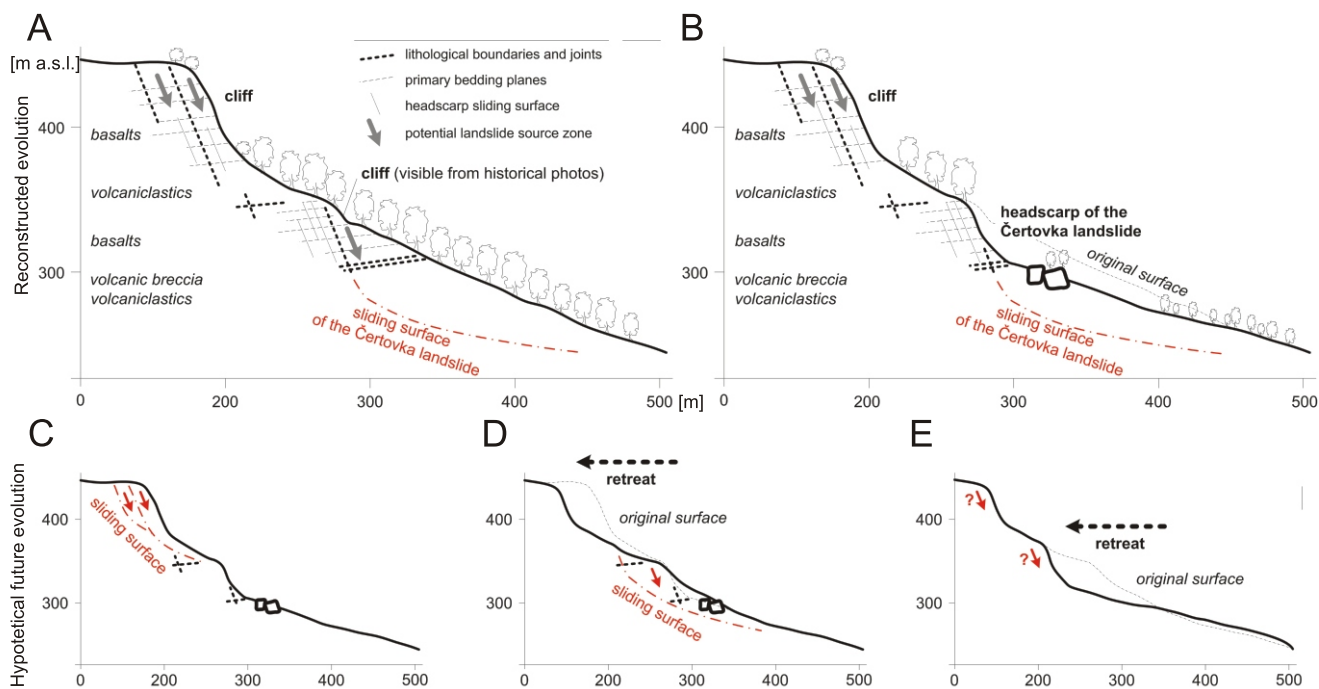 A
B
[m a.s.l.]
lithological boundaries and joints
primary bedding planes
headscarp sliding surface
potential landslide source zone
cliff
cliff
400
400
basalts
basalts
cliff (visible from historical photos)
volcaniclastics
volcaniclastics
headscarp of the
Čertovka landslide
basalts
basalts
original surface
300
300
volcanic breccia
volcaniclastics
volcanic breccia
volcaniclastics
sliding surface
of the Čertovka landslide
sliding surface
of the Čertovka landslide
Reconstructed evolution
0
200
300
400
500
[m]
0
200
300
400
500
C
D
E
retreat
sliding surface
original surface
400
400
400
?
retreat
?
original surface
sliding surface
300
300
300
Hypotetical future evolution
0
200
300
400
500
0
200
300
400
500
0
200
300
400
500